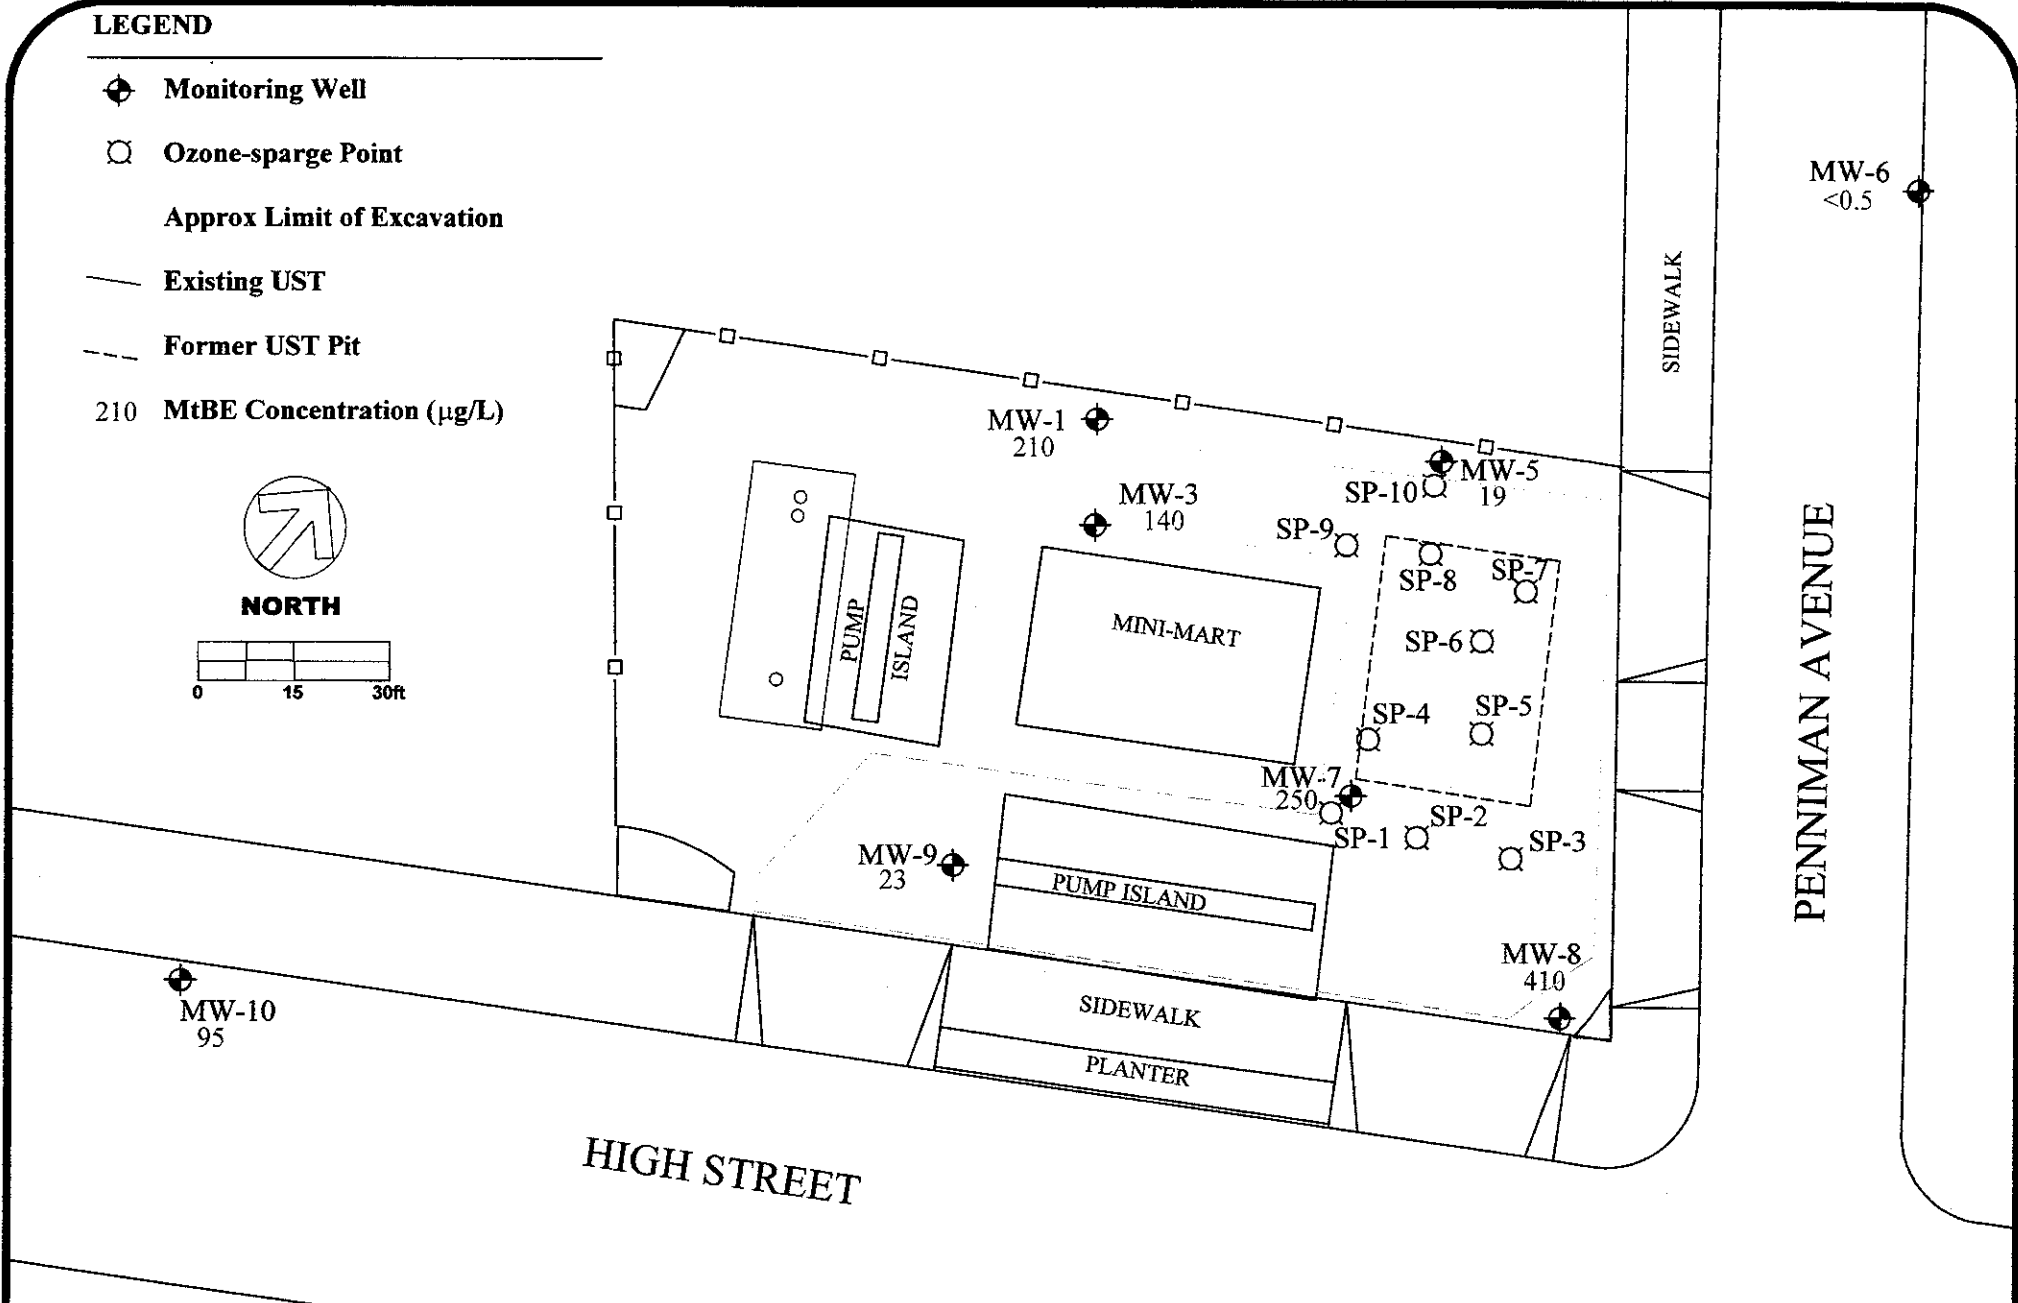 LEGEND
Monitoring Well
Ozone-sparge Point
Approx Limit of Excavation
Existing UST
Former UST Pit
210 MtBE Concentration (µg/L)
NORTH
0 15 30ft
MW-6
<0.5
SIDEWALK
MW-1
210
MW-5
19
SP-10
MW-3
140
SP-9
SP-8
SP-7
PUMP
ISLAND
MINI-MART
SP-6
SP-4
SP-5
PENNIMAN AVENUE
MW-7
250
SP-1
SP-2
SP-3
MW-9
23
PUMP ISLAND
MW-8
410
MW-10
95
SIDEWALK
PLANTER
HIGH STREET